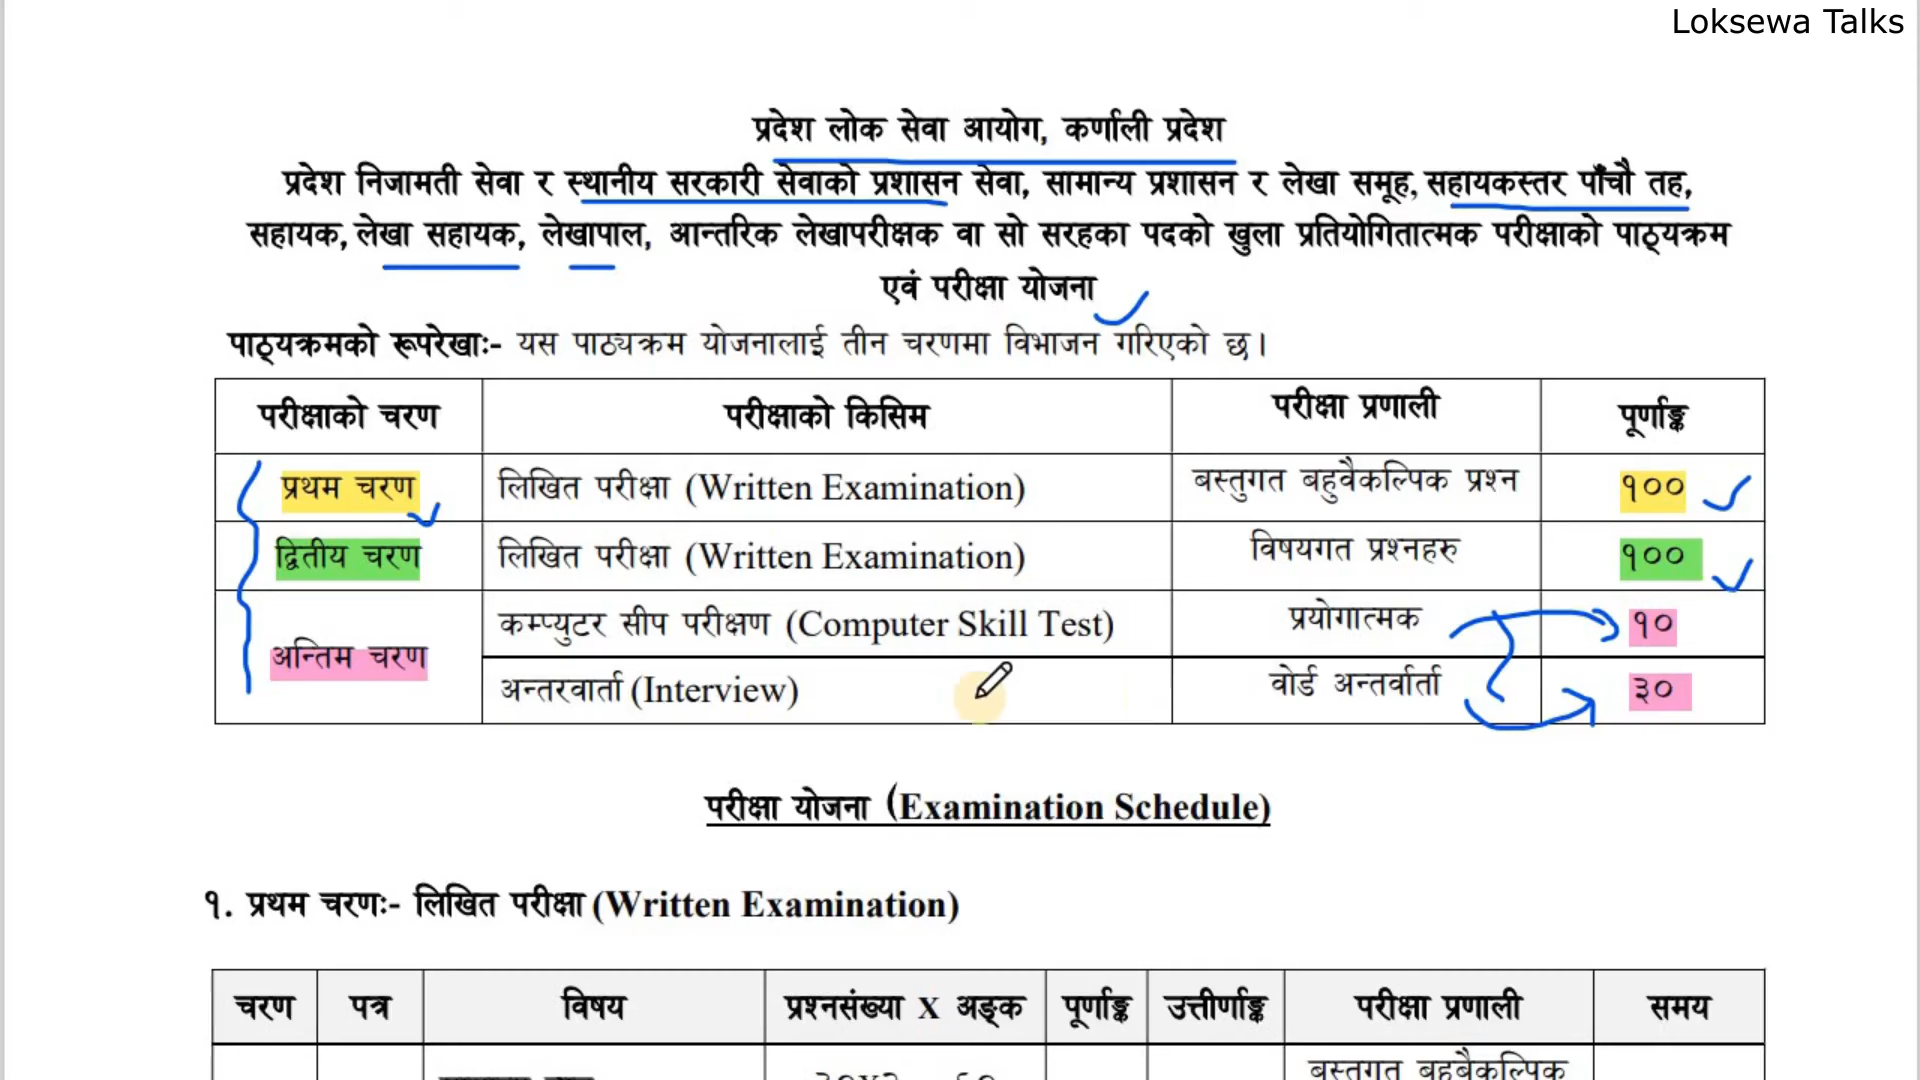 Loksewa Talks
प्रदेश लोक सेवा आयोग, कर्णाली प्रदेश
प्रदेश निजामती सेवा र स्थानीय सरकारी सेवाको प्रशासन सेवा, सामान्य प्रशासन र लेखा समूह, सहायकस्तर पाँचौ तह,
सहायक, लेखा सहायक, लेखापाल, आन्तरिक लेखापरीक्षक वा सो सरहका पदको खुला प्रतियोगितात्मक परीक्षाको पाठ्यक्रम
एवं परीक्षा योजना
पाठ्यक्रमको रूपरेखाः- यस पाठ्यक्रम योजनालाई तीन चरणमा विभाजन गरिएको छ।
परीक्षाको चरण परीक्षाको किसिम परीक्षा प्रणाली पूर्णाङ्क
प्रथम चरण लिखित परीक्षा (Written Examination) बस्तुगत बहुवैकल्पिक प्रश्न १००
द्वितीय चरण लिखित परीक्षा (Written Examination) विषयगत प्रश्नहरु १००
अन्तिम चरण कम्प्युटर सीप परीक्षण (Computer Skill Test) प्रयोगात्मक १०
अन्तरवार्ता (Interview) वोर्ड अन्तर्वार्ता ३०
परीक्षा योजना (Examination Schedule)
१. प्रथम चरणः- लिखित परीक्षा (Written Examination)
चरण पत्र विषय प्रश्नसंख्या X अङ्क पूर्णाङ्क उत्तीर्णाङ्क परीक्षा प्रणाली समय
बस्तुगत बहुबैकल्पिक